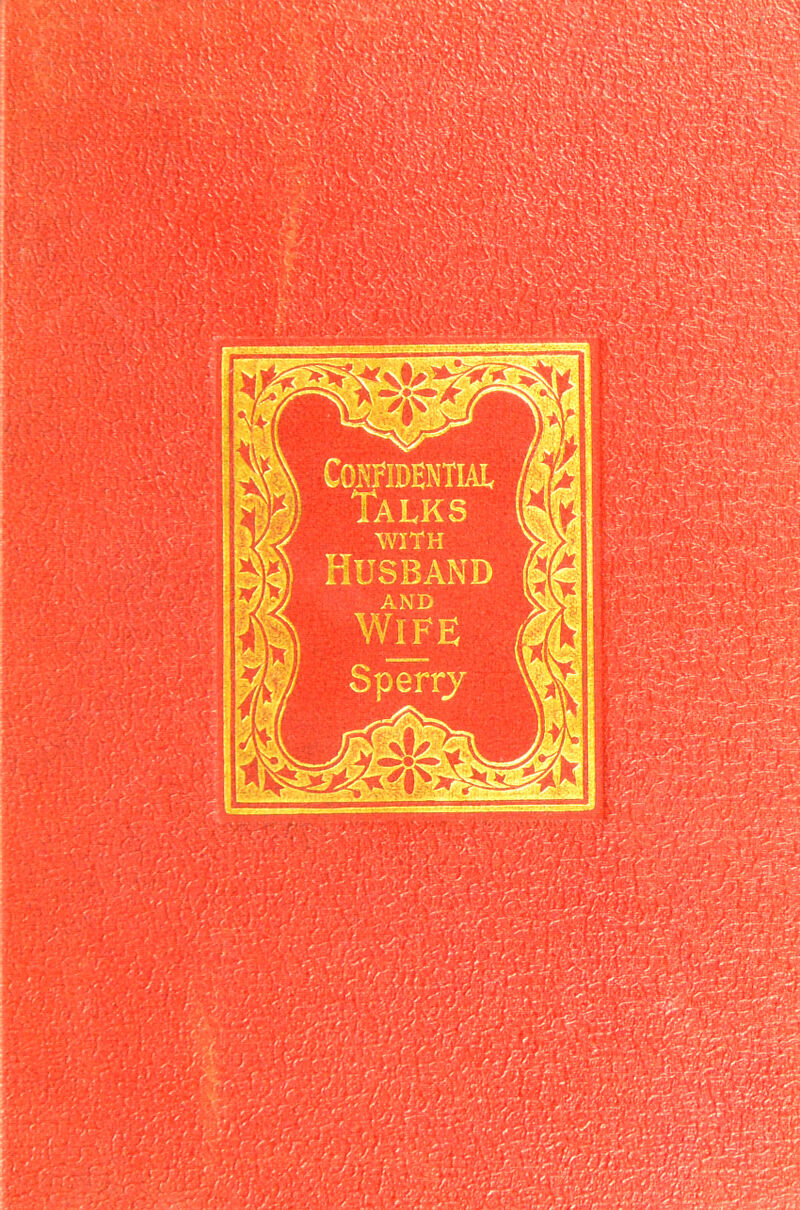 CONFIDENTIAL
TALKS
WITH
HUSBAND
AND
WIFE
Sperry